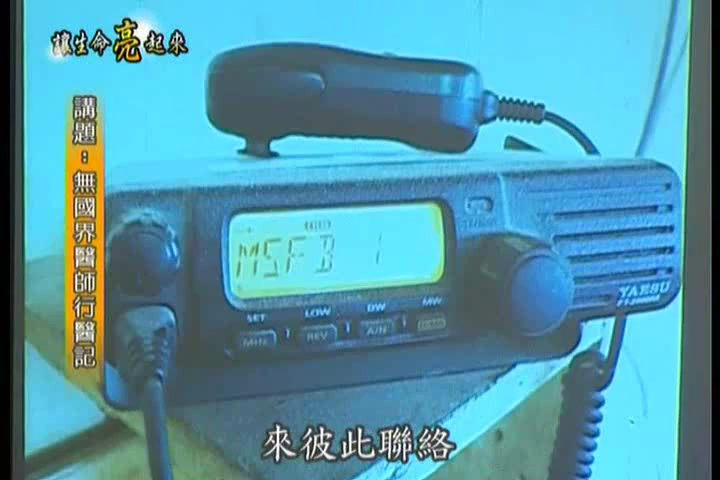 讓生命亮起來
講題：無國界醫師行醫記
MSFB 1
SET LOW DW MW
MHz REV A/N
YAESU
來彼此聯絡